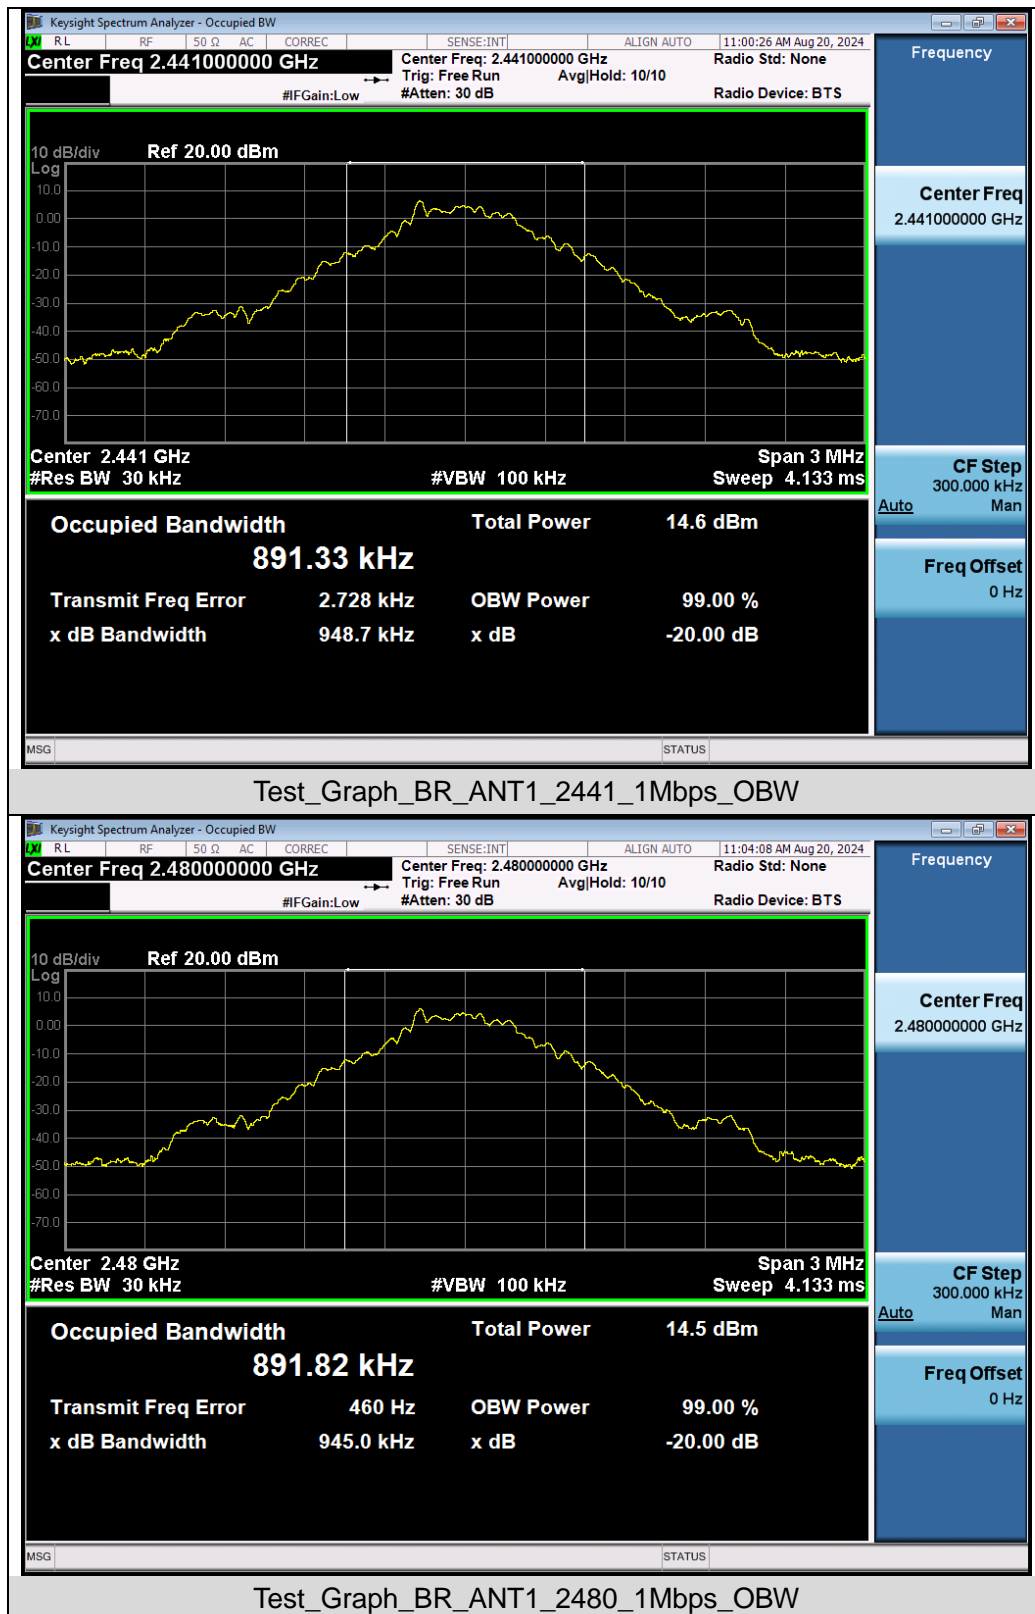 Keysight Spectrum Analyzer - Occupied BW
LXI RL RF 50 Ω AC CORREC SENSE:INT ALIGN AUTO 11:00:26 AM Aug 20, 2024
Center Freq 2.441000000 GHz
Center Freq: 2.441000000 GHz
Radio Std: None
Trig: Free Run Avg|Hold: 10/10
#IFGain:Low #Atten: 30 dB Radio Device: BTS
Frequency
10 dB/div Ref 20.00 dBm
Log
10.0
0.00
-10.0
-20.0
-30.0
-40.0
-50.0
-60.0
-70.0
Center Freq
2.441000000 GHz
Center 2.441 GHz Span 3 MHz
#Res BW 30 kHz #VBW 100 kHz Sweep 4.133 ms
CF Step
300.000 kHz
Auto Man
Occupied Bandwidth Total Power 14.6 dBm
891.33 kHz
Transmit Freq Error 2.728 kHz OBW Power 99.00 %
x dB Bandwidth 948.7 kHz x dB -20.00 dB
Freq Offset
0 Hz
MSG STATUS
Test_Graph_BR_ANT1_2441_1Mbps_OBW
Keysight Spectrum Analyzer - Occupied BW
LXI RL RF 50 Ω AC CORREC SENSE:INT ALIGN AUTO 11:04:08 AM Aug 20, 2024
Center Freq 2.480000000 GHz
Center Freq: 2.480000000 GHz
Radio Std: None
Trig: Free Run Avg|Hold: 10/10
#IFGain:Low #Atten: 30 dB Radio Device: BTS
Frequency
10 dB/div Ref 20.00 dBm
Log
10.0
0.00
-10.0
-20.0
-30.0
-40.0
-50.0
-60.0
-70.0
Center Freq
2.480000000 GHz
Center 2.48 GHz Span 3 MHz
#Res BW 30 kHz #VBW 100 kHz Sweep 4.133 ms
CF Step
300.000 kHz
Auto Man
Occupied Bandwidth Total Power 14.5 dBm
891.82 kHz
Transmit Freq Error 460 Hz OBW Power 99.00 %
x dB Bandwidth 945.0 kHz x dB -20.00 dB
Freq Offset
0 Hz
MSG STATUS
Test_Graph_BR_ANT1_2480_1Mbps_OBW